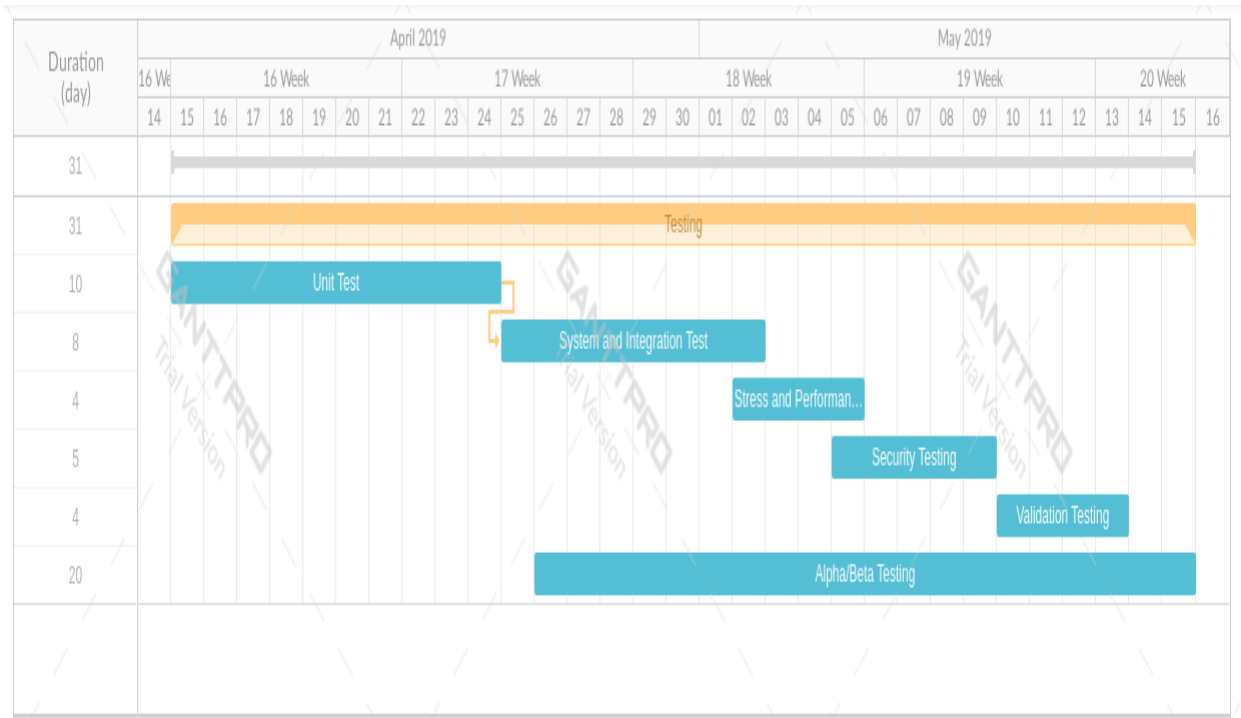 Duration
(day)
April 2019
May 2019
16 We
16 Week
17 Week
18 Week
19 Week
20 Week
14 15 16 17 18 19 20 21 22 23 24 25 26 27 28 29 30 01 02 03 04 05 06 07 08 09 10 11 12 13 14 15 16
31
31 Testing
10 Unit Test
8 System and Integration Test
4 Stress and Performan...
5 Security Testing
4 Validation Testing
20 Alpha/Beta Testing
GANTTPRO
Trial Version
GANTTPRO
Trial Version
GANTTPRO
Trial Version